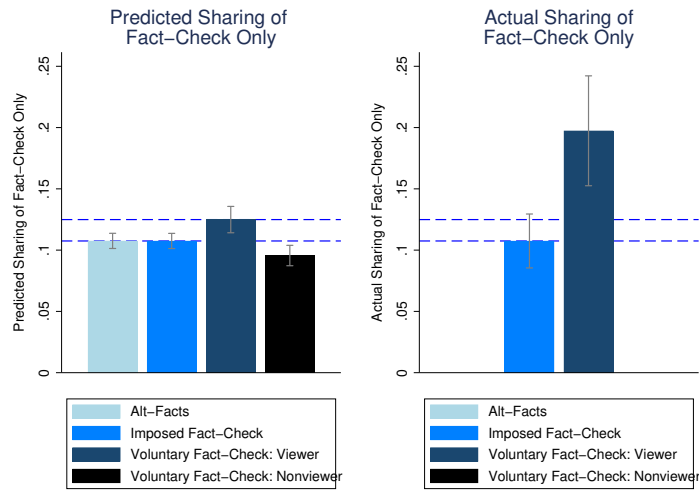 Predicted Sharing of
Fact−Check Only
Predicted Sharing of Fact−Check Only
.25
.2
.15
.1
.05
0
Alt−Facts
Imposed Fact−Check
Voluntary Fact−Check: Viewer
Voluntary Fact−Check: Nonviewer
Actual Sharing of
Fact−Check Only
Actual Sharing of Fact−Check Only
.25
.2
.15
.1
.05
0
Alt−Facts
Imposed Fact−Check
Voluntary Fact−Check: Viewer
Voluntary Fact−Check: Nonviewer